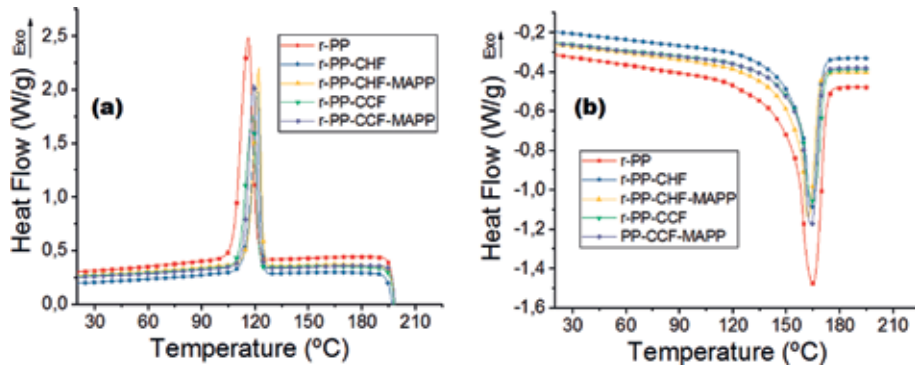 (a)
Heat Flow (W/g)
Exo
2,5
2,0
1,5
1,0
0,5
0,0
r-PP
r-PP-CHF
r-PP-CHF-MAPP
r-PP-CCF
r-PP-CCF-MAPP
30 60 90 120 150 180 210
Temperature (ºC)
(b)
Heat Flow (W/g)
Exo
-0,2
-0,4
-0,6
-0,8
-1,0
-1,2
-1,4
-1,6
r-PP
r-PP-CHF
r-PP-CHF-MAPP
r-PP-CCF
PP-CCF-MAPP
30 60 90 120 150 180 210
Temperature (ºC)